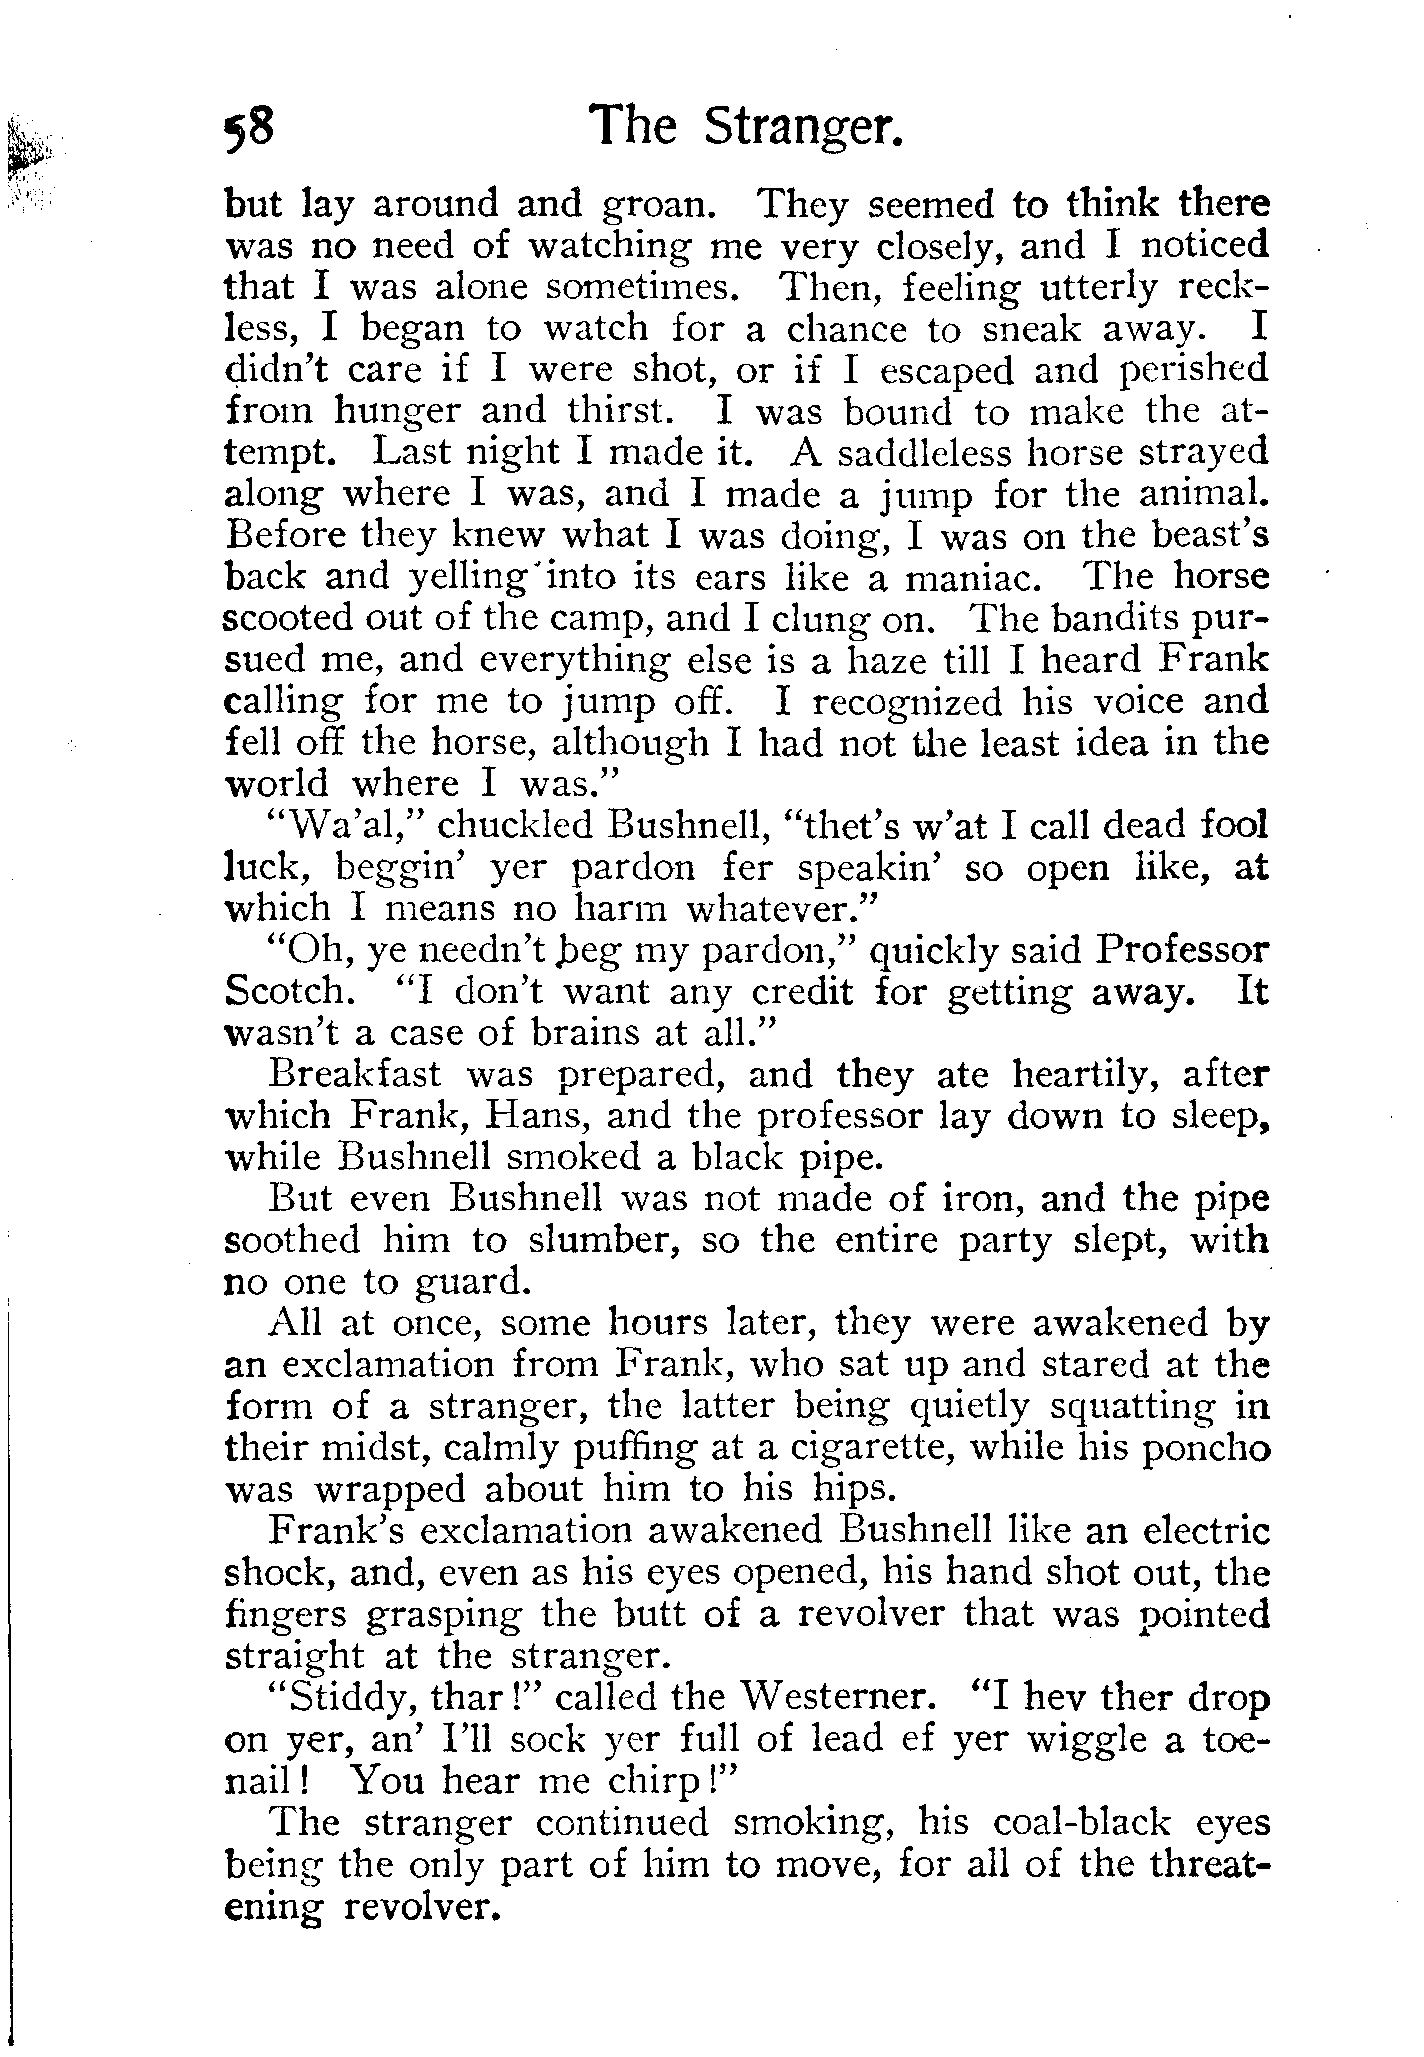 58 The Stranger.
but lay around and groan. They seemed to think there
was no need of watching me very closely, and I noticed
that I was alone sometimes. Then, feeling utterly reck-
less, I began to watch for a chance to sneak away. I
didn't care if I were shot, or if I escaped and perished
from hunger and thirst. I was bound to make the at-
tempt. Last night I made it. A saddleless horse strayed
along where I was, and I made a jump for the animal.
Before they knew what I was doing, I was on the beast's
back and yelling into its ears like a maniac. The horse
scooted out of the camp, and I clung on. The bandits pur-
sued me, and everything else is a haze till I heard Frank
calling for me to jump off. I recognized his voice and
fell off the horse, although I had not the least idea in the
world where I was."
"Wa'al," chuckled Bushnell, "thet's w'at I call dead fool
luck, beggin' yer pardon fer speakin' so open like, at
which I means no harm whatever."
"Oh, ye needn't beg my pardon," quickly said Professor
Scotch. "I don't want any credit for getting away. It
wasn't a case of brains at all."
Breakfast was prepared, and they ate heartily, after
which Frank, Hans, and the professor lay down to sleep,
while Bushnell smoked a black pipe.
But even Bushnell was not made of iron, and the pipe
soothed him to slumber, so the entire party slept, with
no one to guard.
All at once, some hours later, they were awakened by
an exclamation from Frank, who sat up and stared at the
form of a stranger, the latter being quietly squatting in
their midst, calmly puffing at a cigarette, while his poncho
was wrapped about him to his hips.
Frank's exclamation awakened Bushnell like an electric
shock, and, even as his eyes opened, his hand shot out, the
fingers grasping the butt of a revolver that was pointed
straight at the stranger.
"Stiddy, thar!" called the Westerner. "I hev ther drop
on yer, an' I'll sock yer full of lead ef yer wiggle a toe-
nail! You hear me chirp!"
The stranger continued smoking, his coal-black eyes
being the only part of him to move, for all of the threat-
ening revolver.